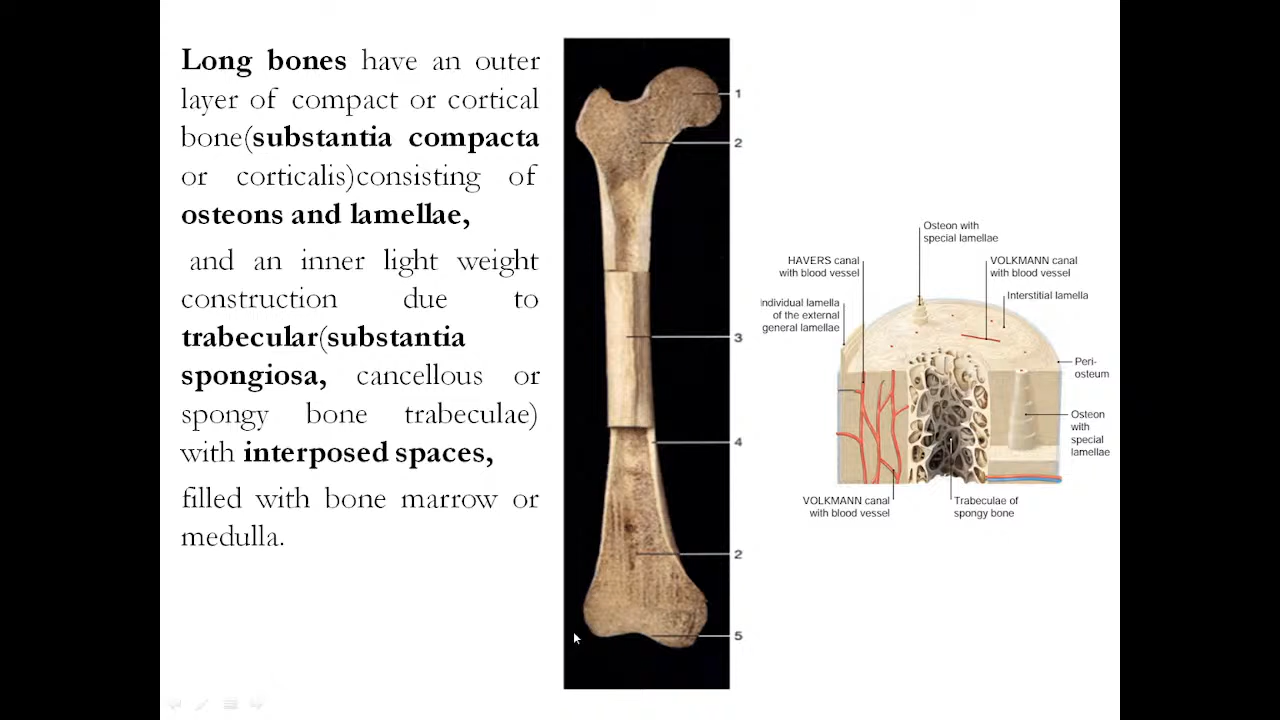 Long bones have an outer
layer of compact or cortical
bone(substantia compacta
or corticalis)consisting of
osteons and lamellae,
and an inner light weight
construction due to
trabecular(substantia
spongiosa, cancellous or
spongy bone trabeculae)
with interposed spaces,
filled with bone marrow or
medulla.
1
2
3
4
2
5
Osteon with
special lamellae
HAVERS canal
with blood vessel
VOLKMANN canal
with blood vessel
Individual lamella
of the external
general lamellae
Interstitial lamella
Peri-
osteum
Osteon
with
special
lamellae
VOLKMANN canal
with blood vessel
Trabeculae of
spongy bone